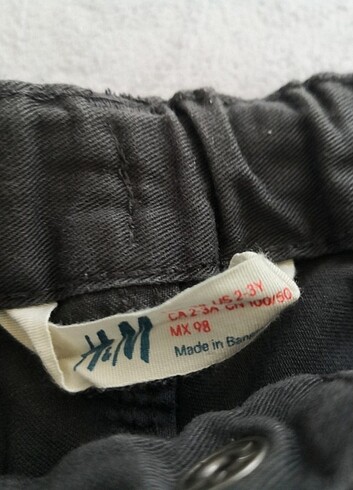 H&M
US 2-3Y
CA 2-3A CN 100/50
MX 98
Made in